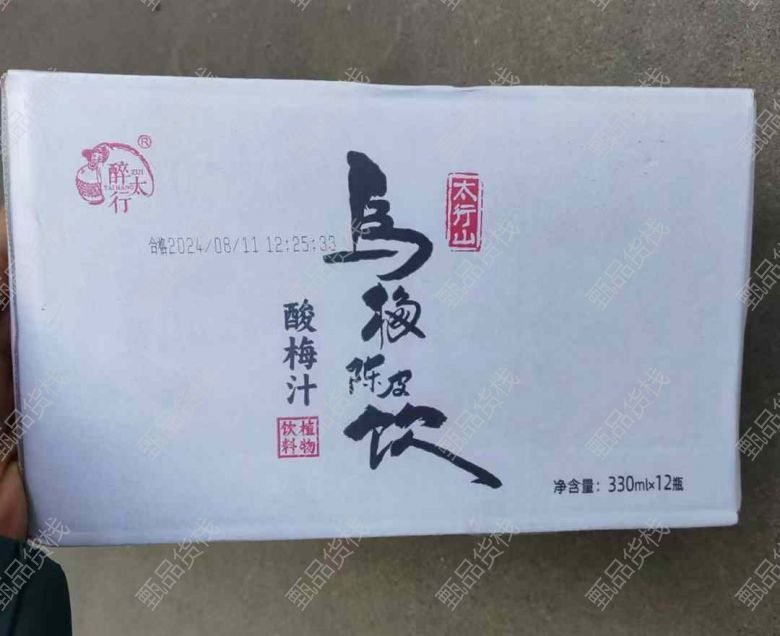 醉太行
ZUI
TAIHANG
®
合格2024/08/11 12:25:33
太行山
乌梅陈皮饮
酸梅汁
植物饮料
净含量：330ml×12瓶
甄品货栈